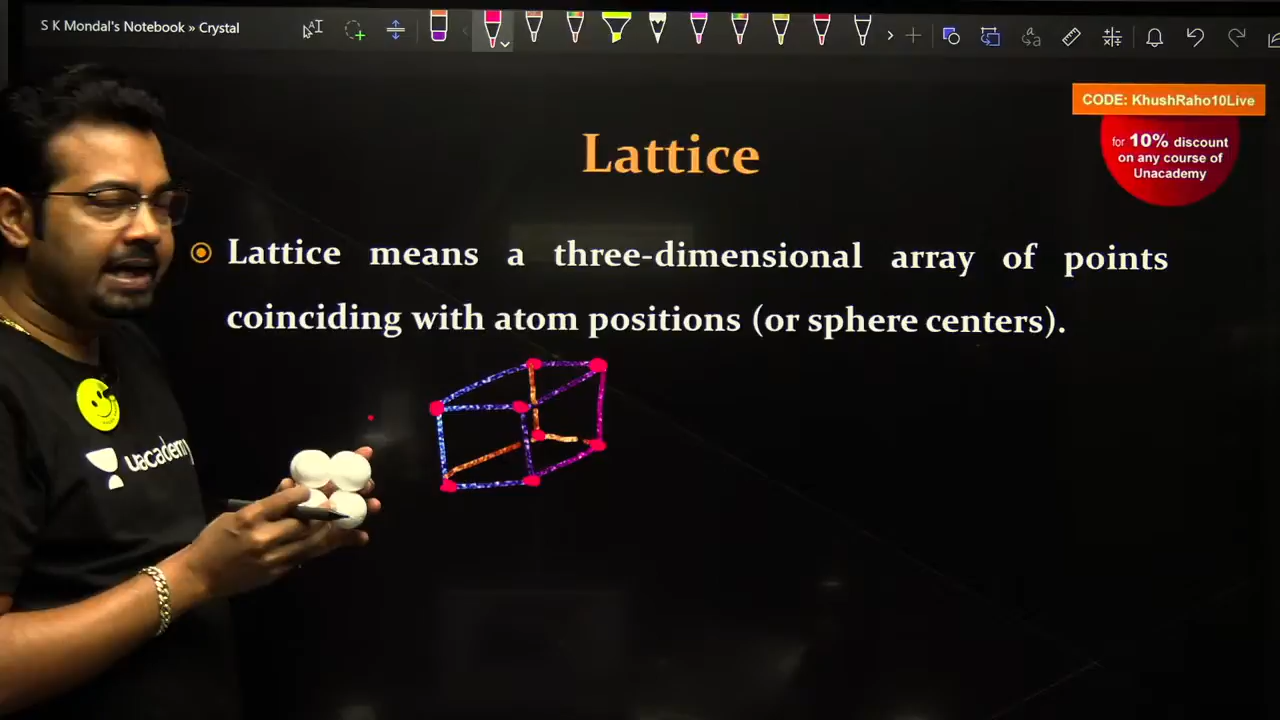 S K Mondal's Notebook » Crystal
CODE: KhushRaho10Live
for 10% discount
on any course of
Unacademy
Lattice
Lattice means a three-dimensional array of points
coinciding with atom positions (or sphere centers).
unacademy